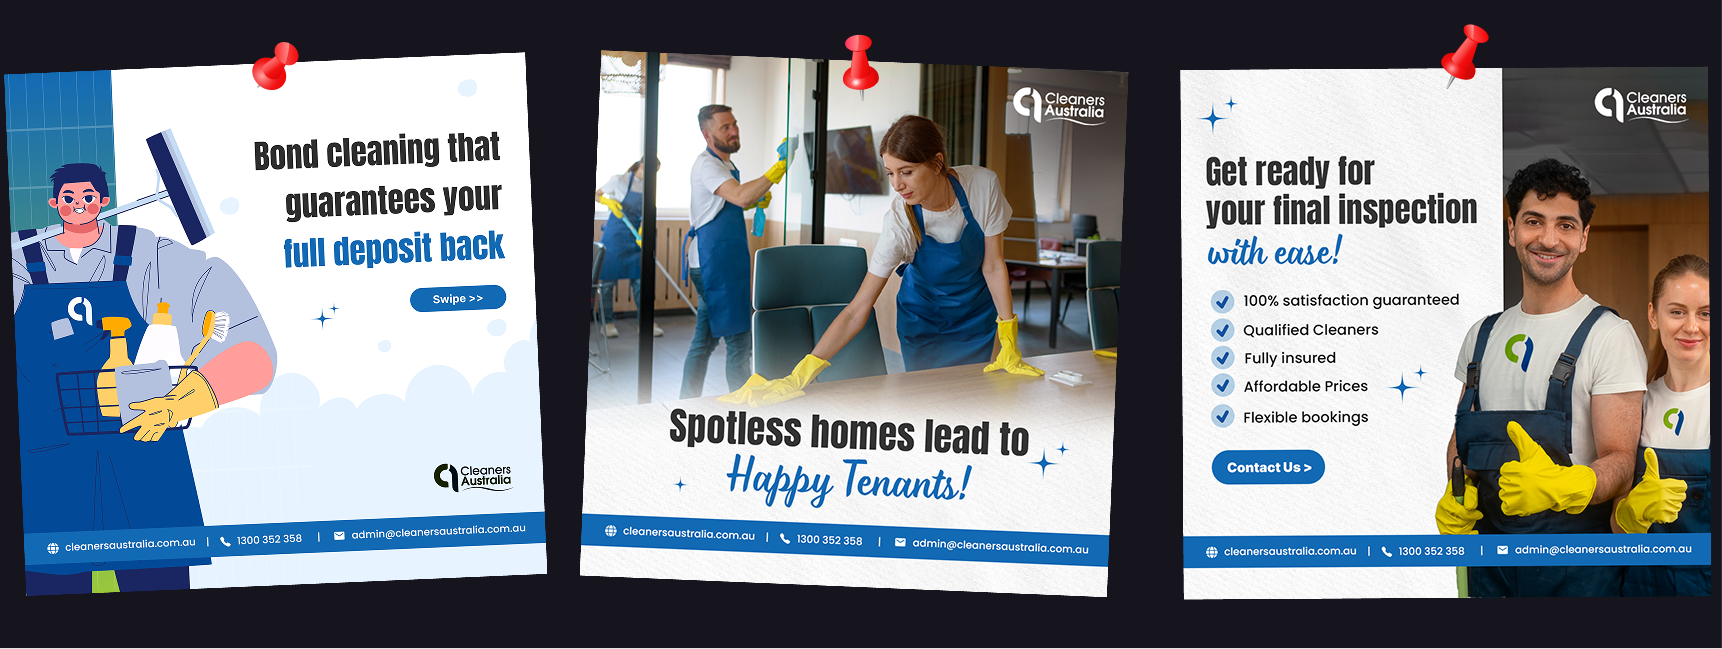 Bond cleaning that
guarantees your
full deposit back
Swipe >>
Cleaners
Australia
cleanersaustralia.com.au | 1300 352 358 | admin@cleanersaustralia.com.au
Cleaners
Australia
Spotless homes lead to
Happy Tenants!
cleanersaustralia.com.au | 1300 352 358 | admin@cleanersaustralia.com.au
Cleaners
Australia
Get ready for
your final inspection
with ease!
100% satisfaction guaranteed
Qualified Cleaners
Fully insured
Affordable Prices
Flexible bookings
Contact Us >
cleanersaustralia.com.au | 1300 352 358 | admin@cleanersaustralia.com.au